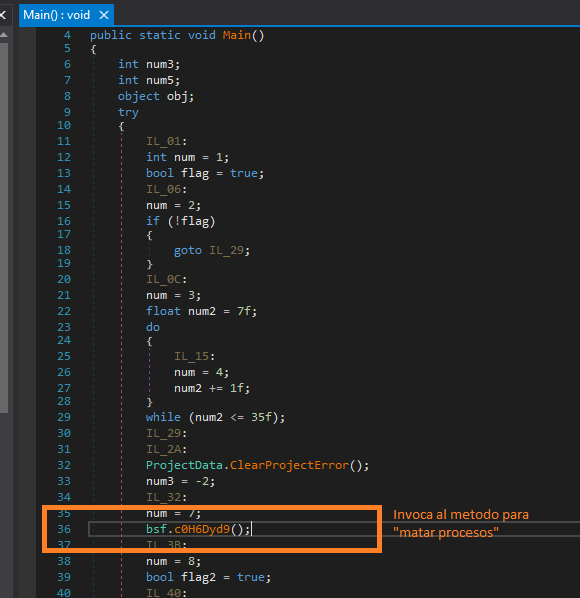 Main() : void X
4 public static void Main()
5 {
6 int num3;
7 int num5;
8 object obj;
9 try
10 {
11 IL_01:
12 int num = 1;
13 bool flag = true;
14 IL_06:
15 num = 2;
16 if (!flag)
17 {
18 goto IL_29;
19 }
20 IL_0C:
21 num = 3;
22 float num2 = 7f;
23 do
24 {
25 IL_15:
26 num = 4;
27 num2 += 1f;
28 }
29 while (num2 <= 35f);
30 IL_29:
31 IL_2A:
32 ProjectData.ClearProjectError();
33 num3 = -2;
34 IL_32:
35 num = 7;
36 bsf.c0H6Dyd9();
37 IL_3B:
38 num = 8;
39 bool flag2 = true;
40 IL_40:
Invoca al metodo para
"matar procesos"